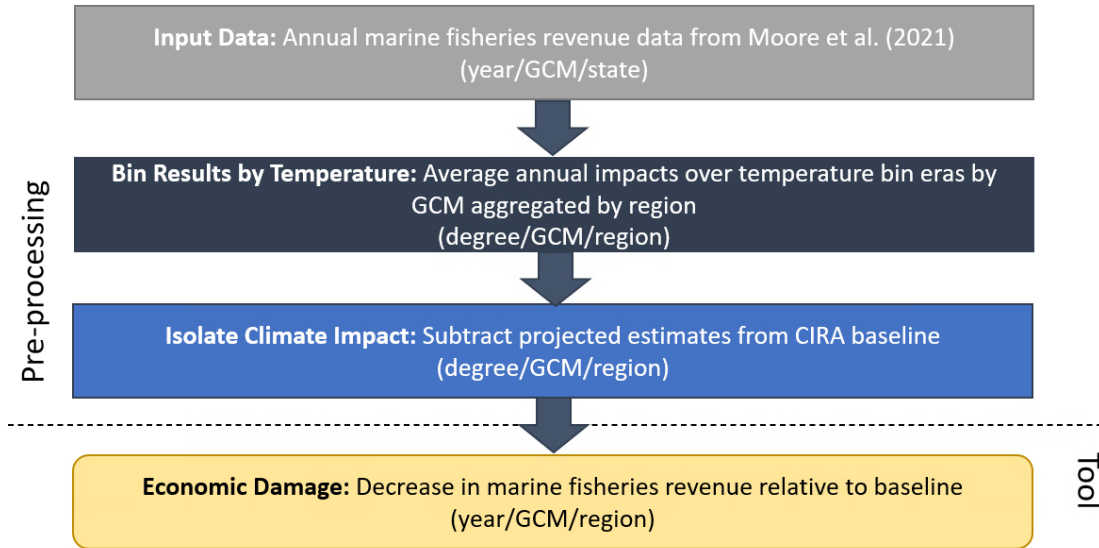 Input Data: Annual marine fisheries revenue data from Moore et al. (2021)
(year/GCM/state)
Bin Results by Temperature: Average annual impacts over temperature bin eras by
GCM aggregated by region
(degree/GCM/region)
Pre-processing
Isolate Climate Impact: Subtract projected estimates from CIRA baseline
(degree/GCM/region)
Economic Damage: Decrease in marine fisheries revenue relative to baseline
(year/GCM/region)
Tool